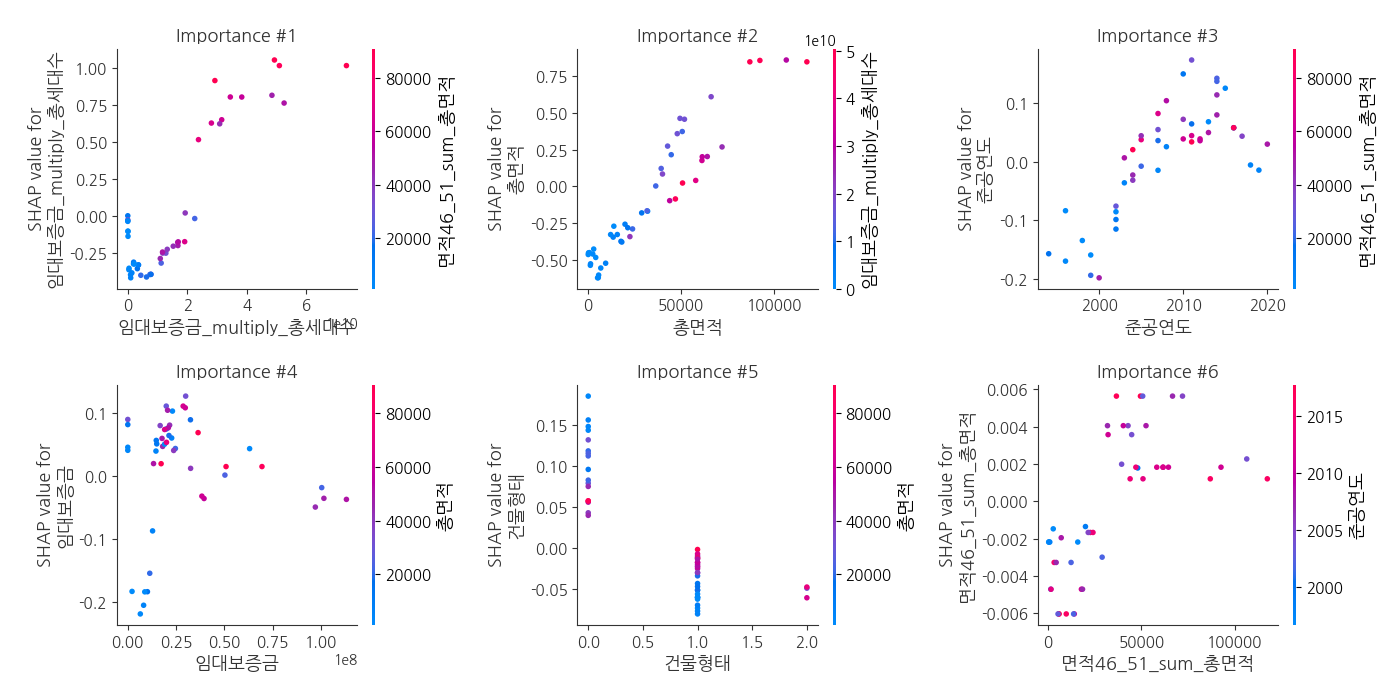 Importance #1
1.00
0.75
0.50
0.25
0.00
-0.25
SHAP value for
임대보증금_multiply_총세대수
0
2
4
6
1e10
임대보증금_multiply_총세대수
80000
60000
40000
20000
면적46_51_sum_총면적
Importance #2
0.75
0.50
0.25
0.00
-0.25
-0.50
SHAP value for
총면적
0
50000
100000
총면적
1e10
5
4
3
2
1
0
임대보증금_multiply_총세대수
Importance #3
0.1
0.0
-0.1
-0.2
SHAP value for
준공연도
2000
2010
2020
준공연도
80000
60000
40000
20000
면적46_51_sum_총면적
Importance #4
0.1
0.0
-0.1
-0.2
SHAP value for
임대보증금
0.00
0.25
0.50
0.75
1.00
1e8
임대보증금
80000
60000
40000
20000
총면적
Importance #5
0.15
0.10
0.05
0.00
-0.05
SHAP value for
건물형태
0.0
0.5
1.0
1.5
2.0
건물형태
80000
60000
40000
20000
총면적
Importance #6
0.006
0.004
0.002
0.000
-0.002
-0.004
-0.006
SHAP value for
면적46_51_sum_총면적
0
50000
100000
면적46_51_sum_총면적
2015
2010
2005
2000
준공연도